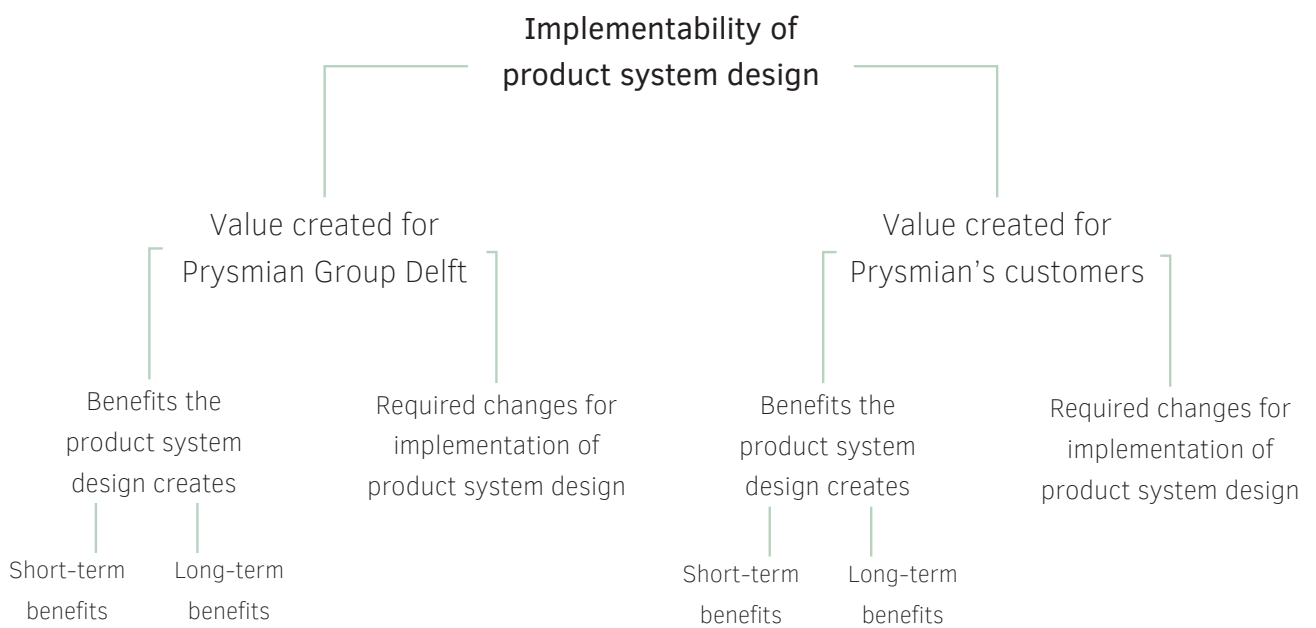 Implementability of
product system design
Value created for
Prysmian Group Delft
Value created for
Prysmian’s customers
Benefits the
product system
design creates
Required changes for
implementation of
product system design
Benefits the
product system
design creates
Required changes for
implementation of
product system design
Short-term
benefits
Long-term
benefits
Short-term
benefits
Long-term
benefits